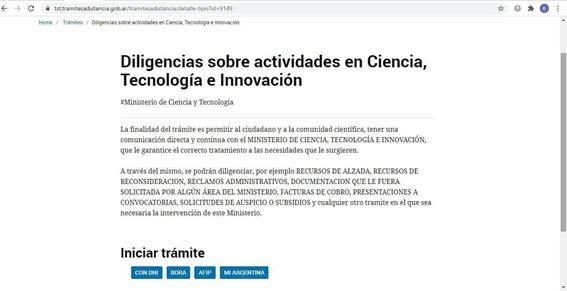 tst.tramitesadistancia.gob.ar/tramitesadistancia/detalle-tipo?id=9149
Home / Trámites / Diligencias sobre actividades en Ciencia, Tecnología e Innovación
Diligencias sobre actividades en Ciencia,
Tecnología e Innovación
#Ministerio de Ciencia y Tecnología
La finalidad del trámite es permitir al ciudadano y a la comunidad científica, tener una
comunicación directa y continua con el MINISTERIO DE CIENCIA, TECNOLOGÍA E INNOVACIÓN,
que le garantice el correcto tratamiento a las necesidades que le surgieren.
A través del mismo, se podrán diligenciar, por ejemplo RECURSOS DE ALZADA, RECURSOS DE
RECONSIDERACION, RECLAMOS ADMINISTRATIVOS, DOCUMENTACION QUE LE FUERA
SOLICITADA POR ALGÚN ÁREA DEL MINISTERIO, FACTURAS DE COBRO, PRESENTACIONES A
CONVOCATORIAS, SOLICITUDES DE AUSPICIO O SUBSIDIOS y cualquier otro tramite en el que sea
necesaria la intervención de este Ministerio.
Iniciar trámite
CON DNI BORA AFIP MI ARGENTINA